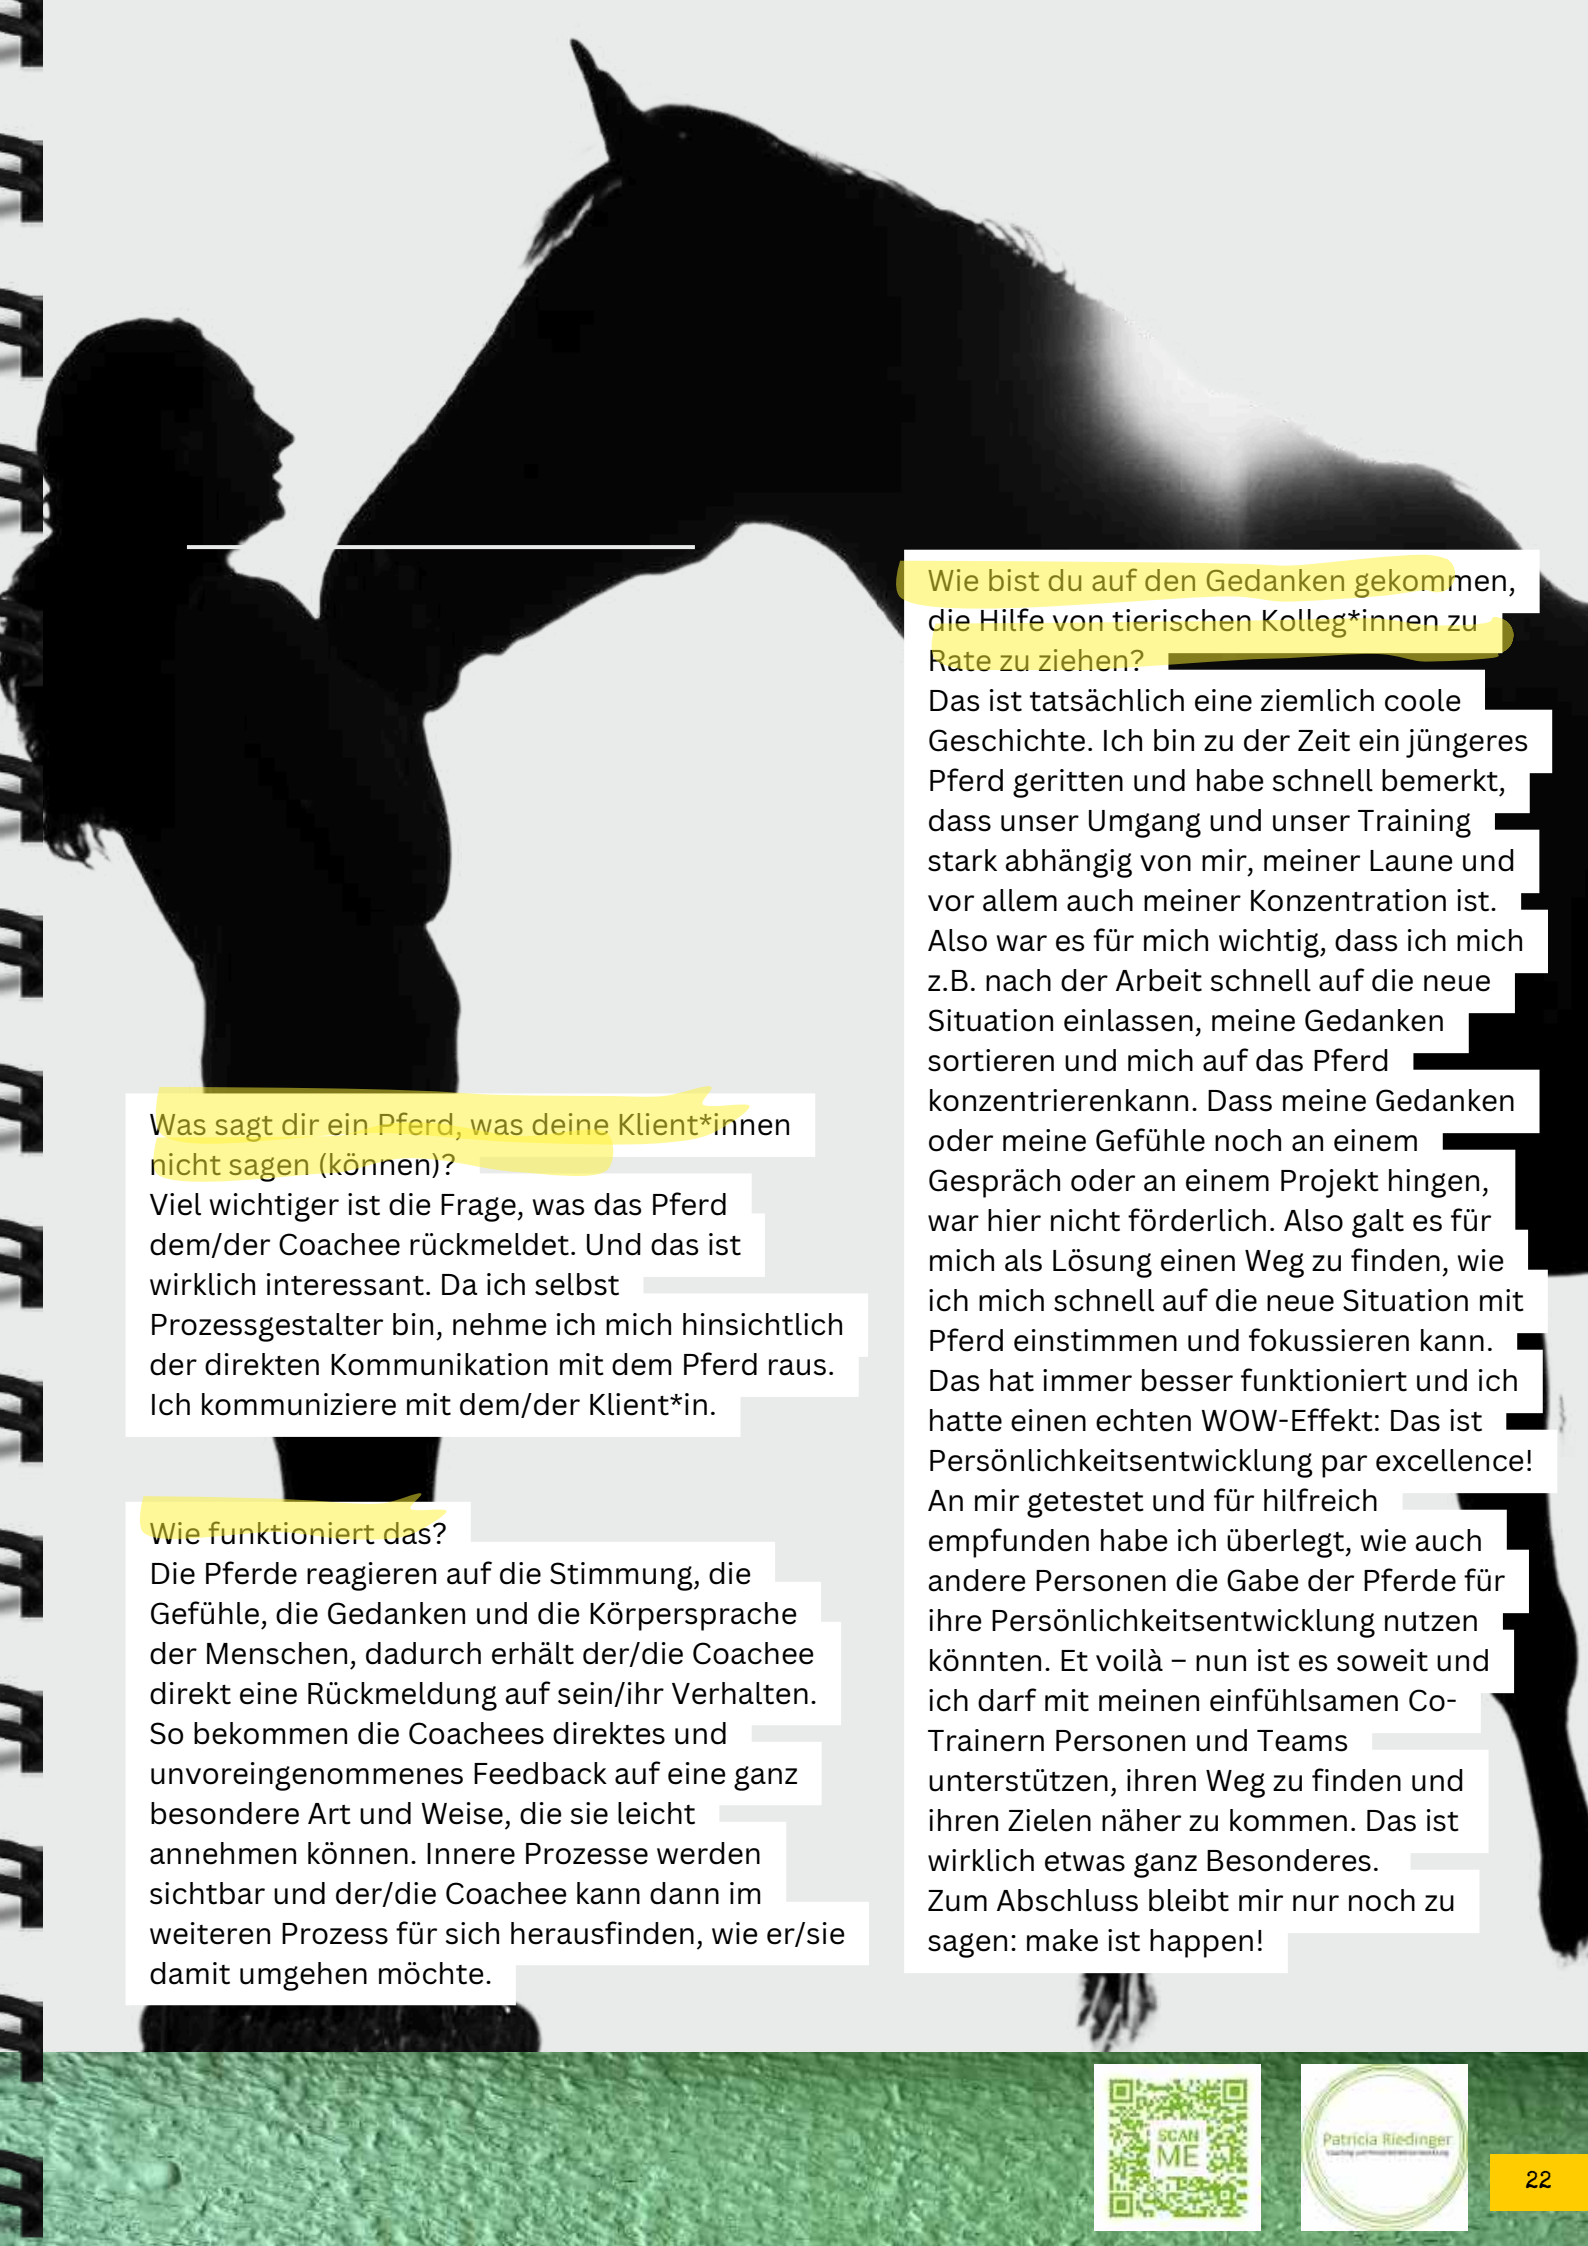 Was sagt dir ein Pferd, was deine Klient*innen
nicht sagen (können)?
Viel wichtiger ist die Frage, was das Pferd
dem/der Coachee rückmeldet. Und das ist
wirklich interessant. Da ich selbst
Prozessgestalter bin, nehme ich mich hinsichtlich
der direkten Kommunikation mit dem Pferd raus.
Ich kommuniziere mit dem/der Klient*in.
Wie funktioniert das?
Die Pferde reagieren auf die Stimmung, die
Gefühle, die Gedanken und die Körpersprache
der Menschen, dadurch erhält der/die Coachee
direkt eine Rückmeldung auf sein/ihr Verhalten.
So bekommen die Coachees direktes und
unvoreingenommenes Feedback auf eine ganz
besondere Art und Weise, die sie leicht
annehmen können. Innere Prozesse werden
sichtbar und der/die Coachee kann dann im
weiteren Prozess für sich herausfinden, wie er/sie
damit umgehen möchte.
Wie bist du auf den Gedanken gekommen,
die Hilfe von tierischen Kolleg*innen zu
Rate zu ziehen?
Das ist tatsächlich eine ziemlich coole
Geschichte. Ich bin zu der Zeit ein jüngeres
Pferd geritten und habe schnell bemerkt,
dass unser Umgang und unser Training
stark abhängig von mir, meiner Laune und
vor allem auch meiner Konzentration ist.
Also war es für mich wichtig, dass ich mich
z.B. nach der Arbeit schnell auf die neue
Situation einlassen, meine Gedanken
sortieren und mich auf das Pferd
konzentrierenkann. Dass meine Gedanken
oder meine Gefühle noch an einem
Gespräch oder an einem Projekt hingen,
war hier nicht förderlich. Also galt es für
mich als Lösung einen Weg zu finden, wie
ich mich schnell auf die neue Situation mit
Pferd einstimmen und fokussieren kann.
Das hat immer besser funktioniert und ich
hatte einen echten WOW-Effekt: Das ist
Persönlichkeitsentwicklung par excellence!
An mir getestet und für hilfreich
empfunden habe ich überlegt, wie auch
andere Personen die Gabe der Pferde für
ihre Persönlichkeitsentwicklung nutzen
könnten. Et voilà – nun ist es soweit und
ich darf mit meinen einfühlsamen Co-
Trainern Personen und Teams
unterstützen, ihren Weg zu finden und
ihren Zielen näher zu kommen. Das ist
wirklich etwas ganz Besonderes.
Zum Abschluss bleibt mir nur noch zu
sagen: make ist happen!
SCAN
ME
Patricia Riedinger
22